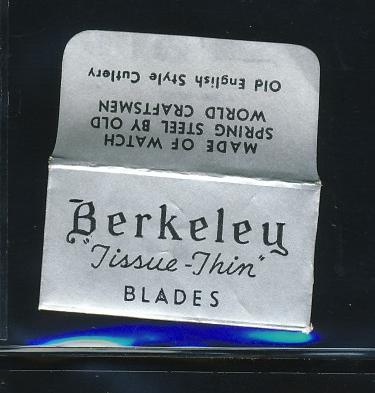 Old English Style Cutlery
MADE OF WATCH
SPRING STEEL BY OLD
WORLD CRAFTSMEN
Berkeley
"Tissue-Thin"
BLADES